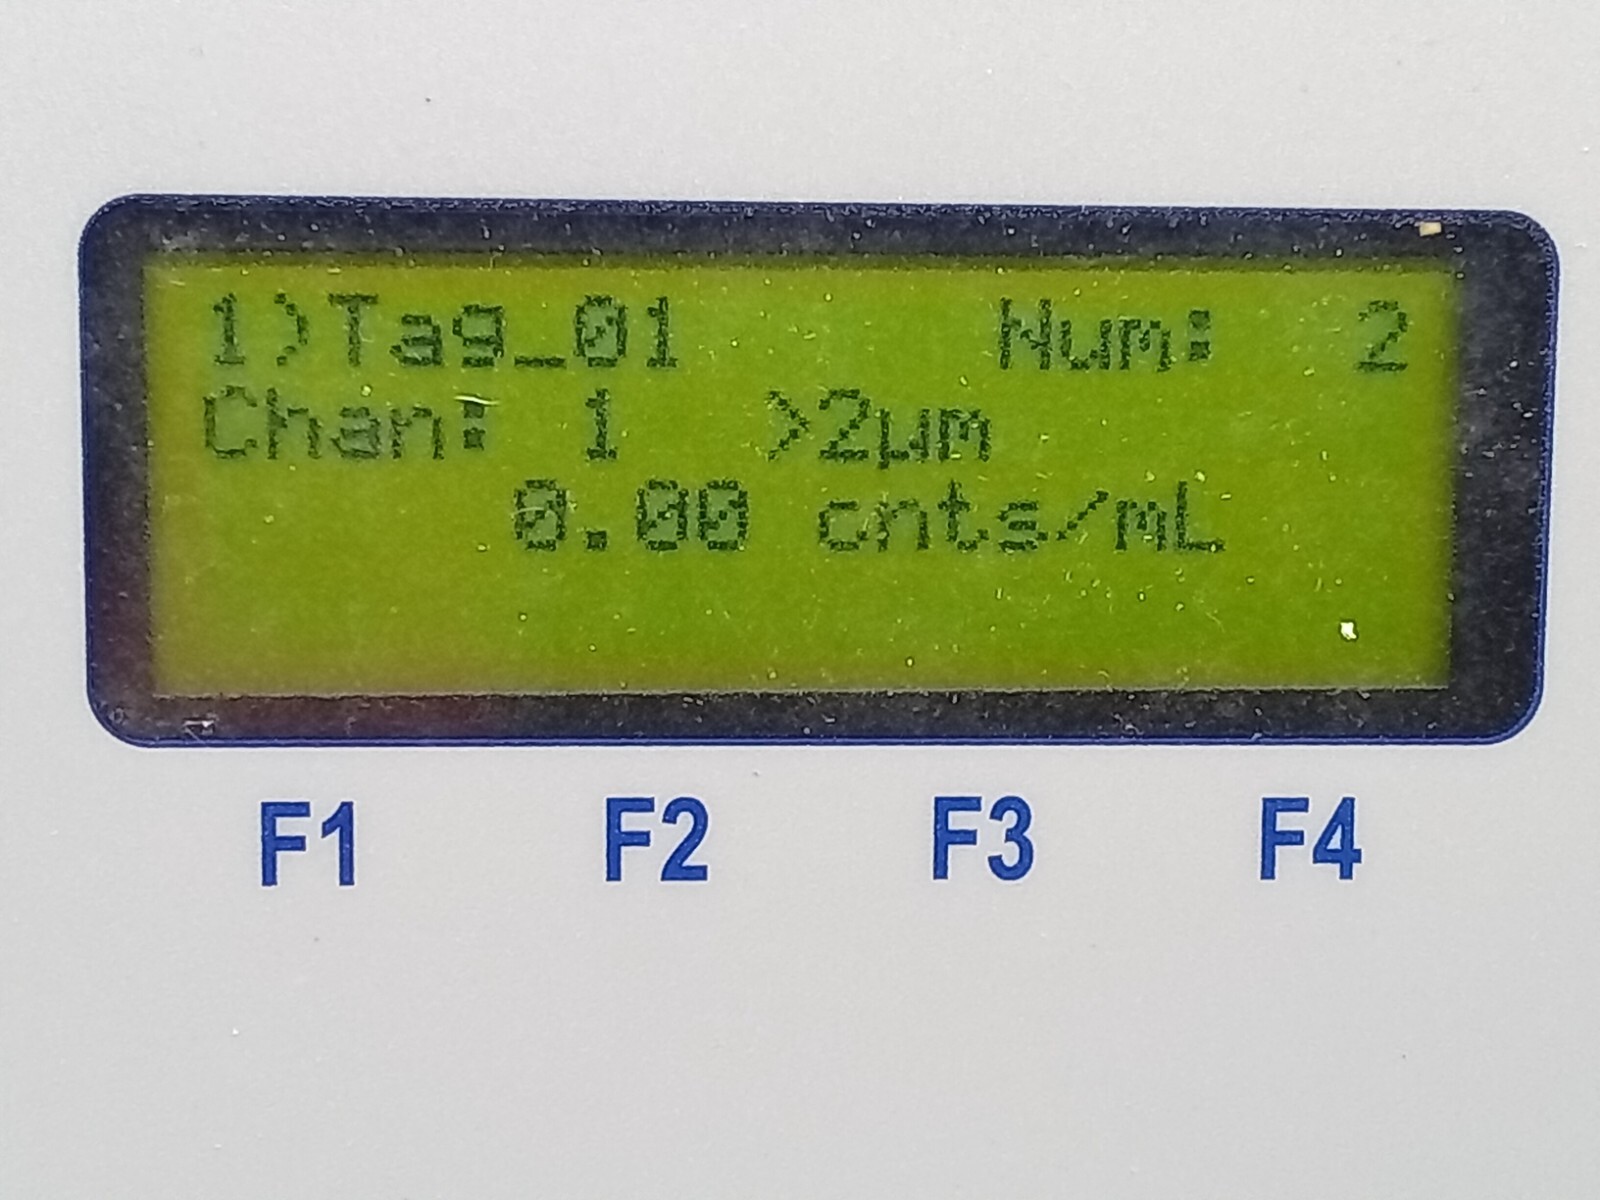 1)Tag_01 Num: 2
Chan: 1 >2µm
0.00 cnts/mL
F1 F2 F3 F4